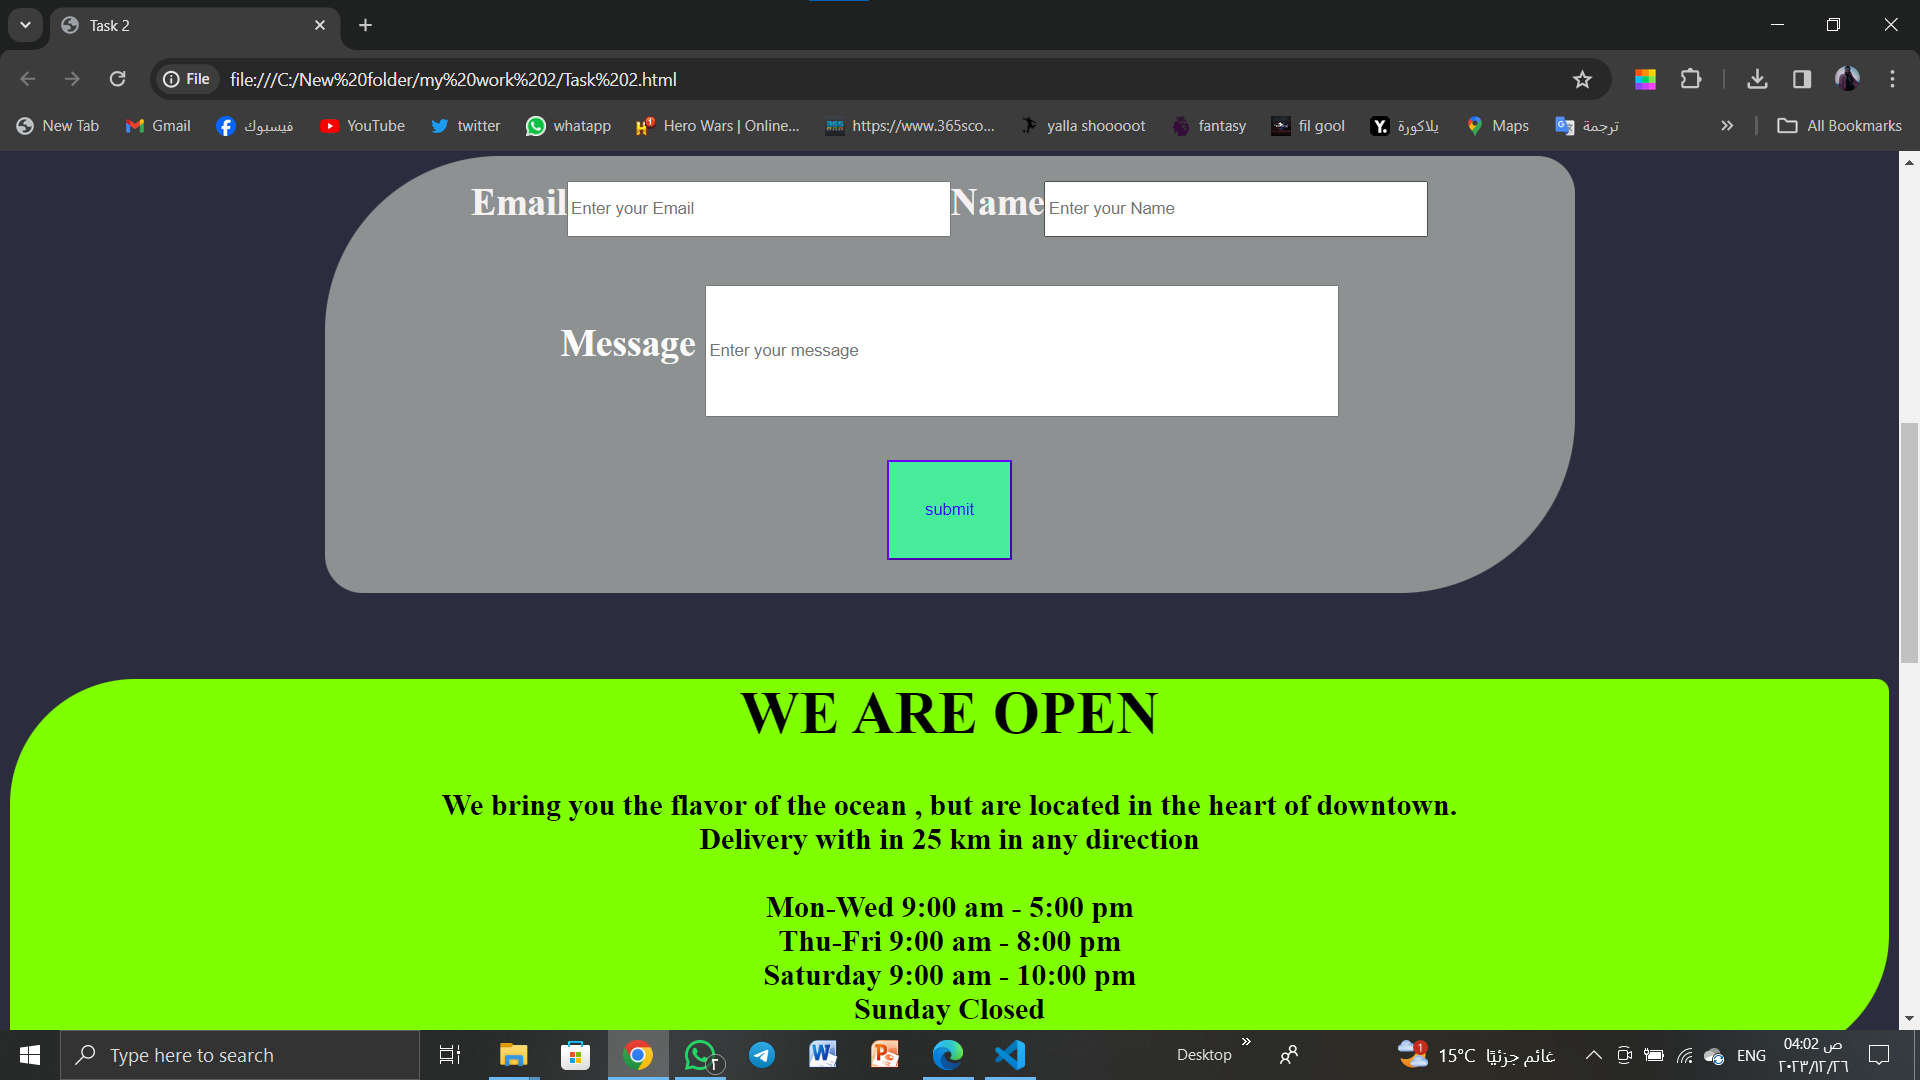 Task 2
File file:///C:/New%20folder/my%20work%202/Task%202.html
New Tab Gmail فيسبوك YouTube twitter whatapp Hero Wars | Online... https://www.365sco... yalla shooooot fantasy fil gool يلاكورة Maps ترجمة » All Bookmarks
Email Enter your Email Name Enter your Name
Message Enter your message
submit
WE ARE OPEN
We bring you the flavor of the ocean , but are located in the heart of downtown.
Delivery with in 25 km in any direction
Mon-Wed 9:00 am - 5:00 pm
Thu-Fri 9:00 am - 8:00 pm
Saturday 9:00 am - 10:00 pm
Sunday Closed
Type here to search Desktop » 15°C غائم جزئيًا ENG 04:02 ص
٢٠٢٣/١٢/٢٦